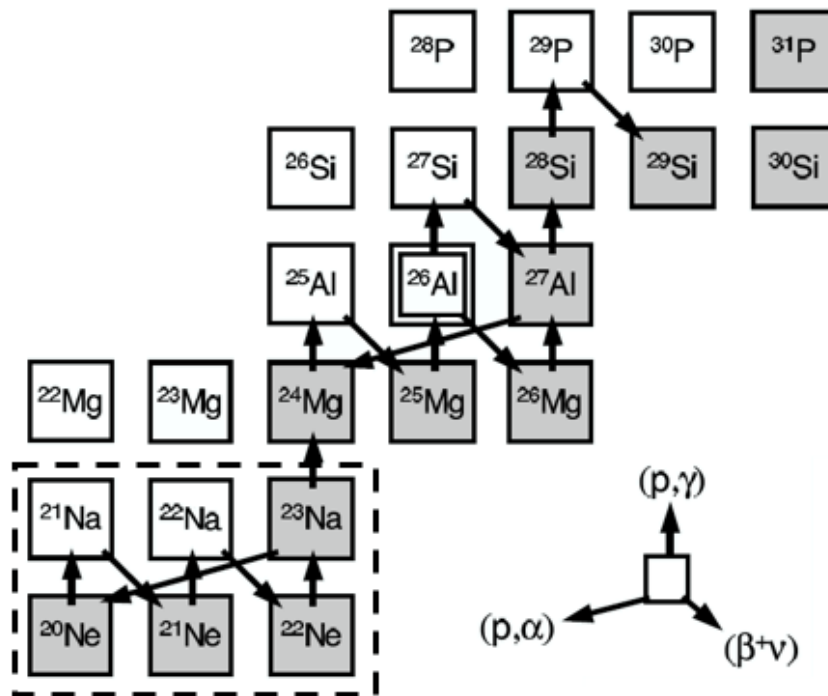 ²⁸P ²⁹P ³⁰P ³¹P
²⁶Si ²⁷Si ²⁸Si ²⁹Si ³⁰Si
²⁵Al ²⁶Al ²⁷Al
²²Mg ²³Mg ²⁴Mg ²⁵Mg ²⁶Mg
²¹Na ²²Na ²³Na
²⁰Ne ²¹Ne ²²Ne
(p,γ)
(p,α)
(β⁺ν)